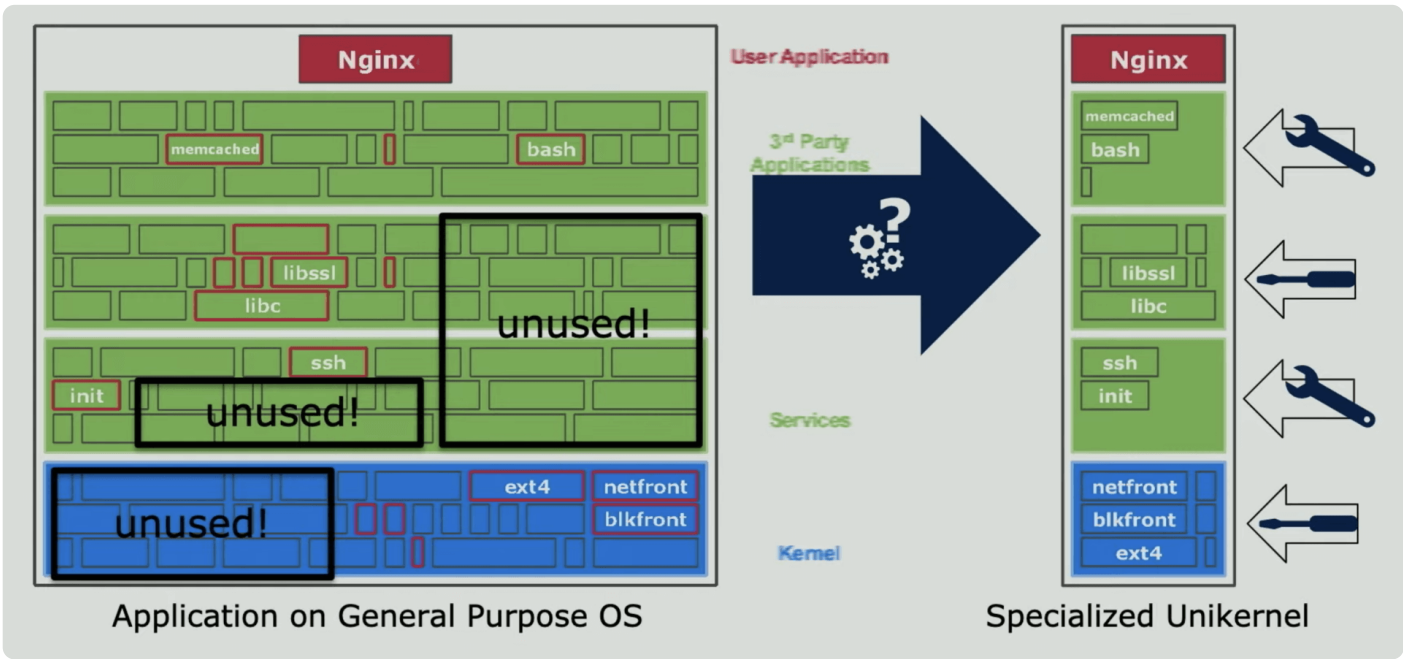 Nginx
memcached
bash
libssl
libc
unused!
ssh
init
unused!
ext4
netfront
unused!
blkfront
Application on General Purpose OS
User Application
3rd Party
Applications
?
Services
Kernel
Nginx
memcached
bash
libssl
libc
ssh
init
netfront
blkfront
ext4
Specialized Unikernel